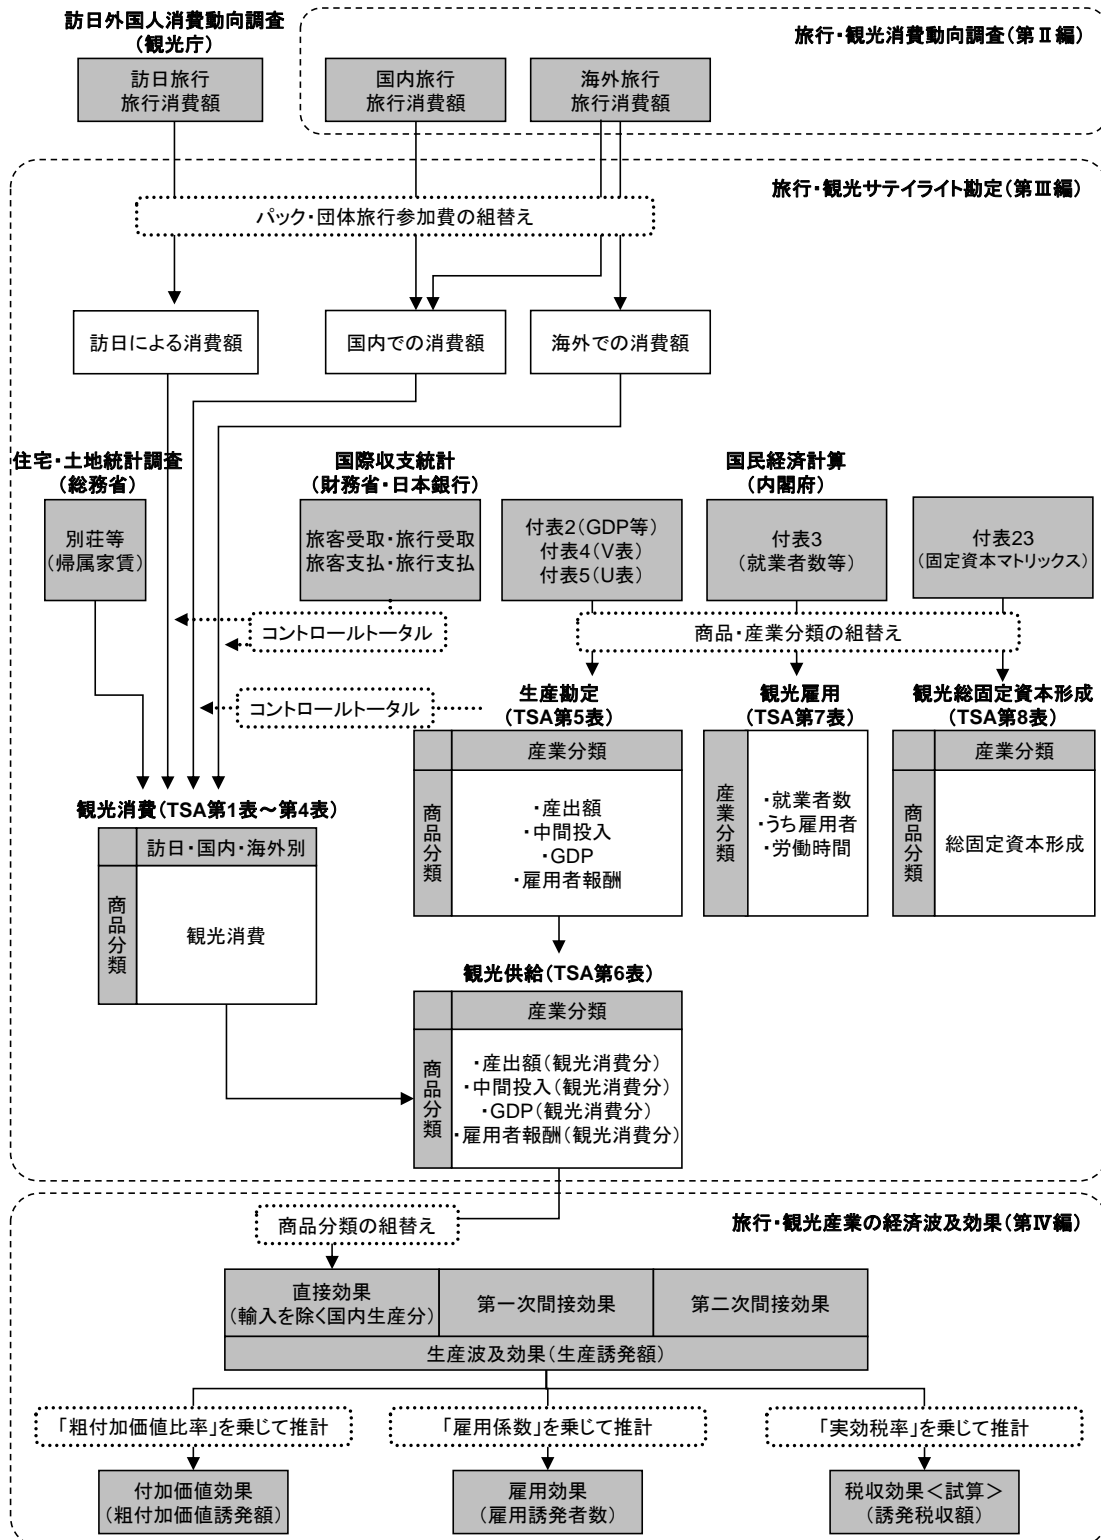 訪日外国人消費動向調査
(観光庁)
旅行・観光消費動向調査(第Ⅱ編)
訪日旅行
旅行消費額
国内旅行
旅行消費額
海外旅行
旅行消費額
旅行・観光サテイライト勘定(第Ⅲ編)
パック・団体旅行参加費の組替え
訪日による消費額
国内での消費額
海外での消費額
住宅・土地統計調査
(総務省)
国際収支統計
(財務省・日本銀行)
国民経済計算
(内閣府)
別荘等
(帰属家賃)
旅客受取・旅行受取
旅客支払・旅行支払
付表2(GDP等)
付表4(V表)
付表5(U表)
付表3
(就業者数等)
付表23
(固定資本マトリックス)
コントロールトータル
商品・産業分類の組替え
コントロールトータル
生産勘定
(TSA第5表)
観光雇用
(TSA第7表)
観光総固定資本形成
(TSA第8表)
産業分類
商品分類
・産出額
・中間投入
・GDP
・雇用者報酬
産業分類
・就業者数
・うち雇用者
・労働時間
産業分類
商品分類
総固定資本形成
観光消費(TSA第1表～第4表)
訪日・国内・海外別
商品分類
観光消費
観光供給(TSA第6表)
産業分類
商品分類
・産出額(観光消費分)
・中間投入(観光消費分)
・GDP(観光消費分)
・雇用者報酬(観光消費分)
旅行・観光産業の経済波及効果(第Ⅳ編)
商品分類の組替え
直接効果
(輸入を除く国内生産分)
第一次間接効果
第二次間接効果
生産波及効果(生産誘発額)
「粗付加価値比率」を乗じて推計
「雇用係数」を乗じて推計
「実効税率」を乗じて推計
付加価値効果
(粗付加価値誘発額)
雇用効果
(雇用誘発者数)
税収効果＜試算＞
(誘発税収額)